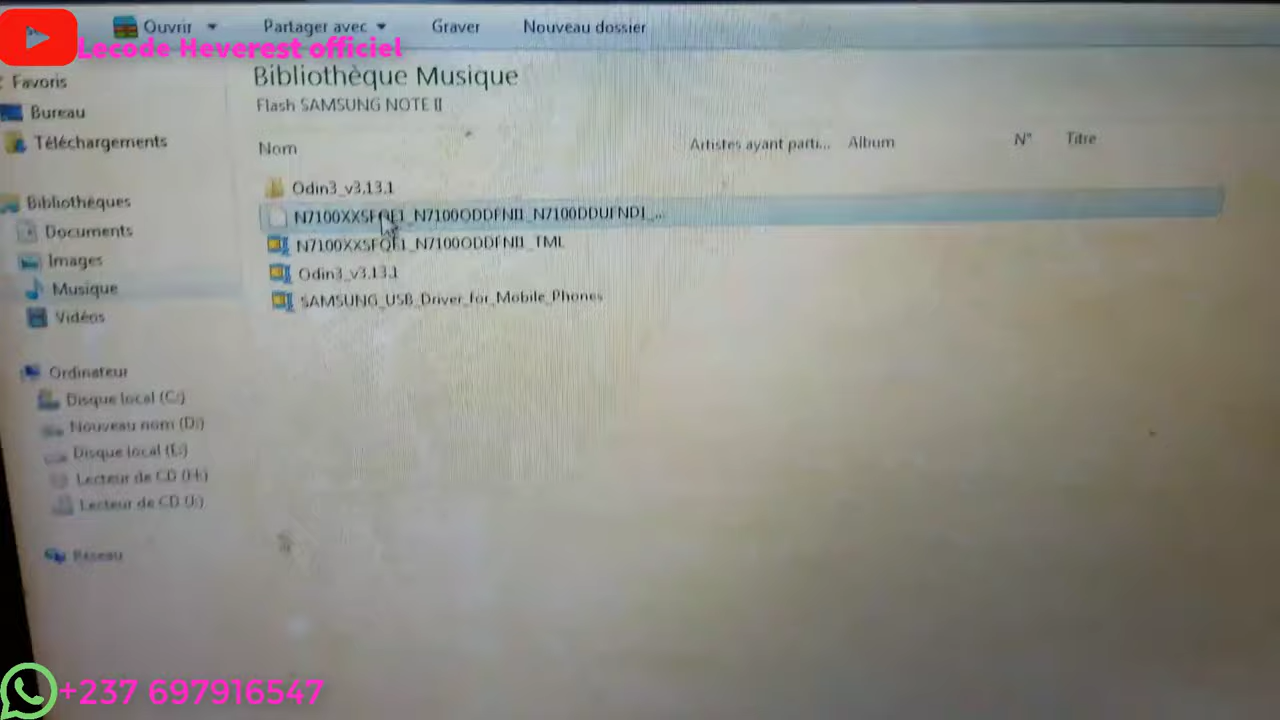 Ouvrir Partager avec Graver Nouveau dossier
Lecode Heverest officiel
Favoris
Bureau
Téléchargements
Bibliothèques
Documents
Images
Musique
Vidéos
Ordinateur
Disque local (C:)
Nouveau nom (D:)
Disque local (E:)
Lecteur de CD (H:)
Lecteur de CD (J:)
Réseau
Bibliothèque Musique
Flash SAMSUNG NOTE II
Nom Artistes ayant parti... Album N° Titre
Odin3_v3.13.1
N7100XXSFQE1_N7100ODDFNI1_N7100DDUFND1_...
N7100XXSFQE1_N7100ODDFNI1_TML
Odin3_v3.13.1
SAMSUNG_USB_Driver_for_Mobile_Phones
+237 697916547